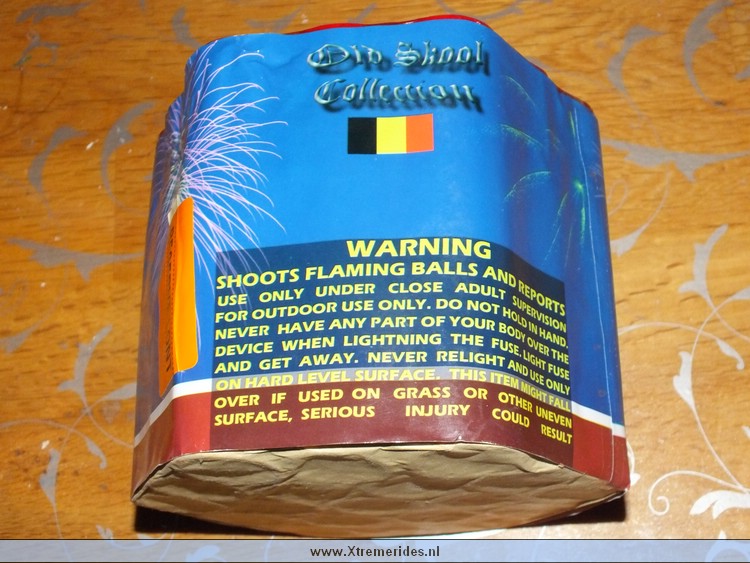 Old Skool
Collection
WARNING
SHOOTS FLAMING BALLS AND REPORTS
USE ONLY UNDER CLOSE ADULT SUPERVISION
FOR OUTDOOR USE ONLY. DO NOT HOLD IN HAND.
NEVER HAVE ANY PART OF YOUR BODY OVER THE
DEVICE WHEN LIGHTNING THE FUSE. LIGHT FUSE
AND GET AWAY. NEVER RELIGHT AND USE ONLY
ON HARD LEVEL SURFACE. THIS ITEM MIGHT FALL
OVER IF USED ON GRASS OR OTHER UNEVEN
SURFACE, SERIOUS INJURY COULD RESULT
www.Xtremerides.nl